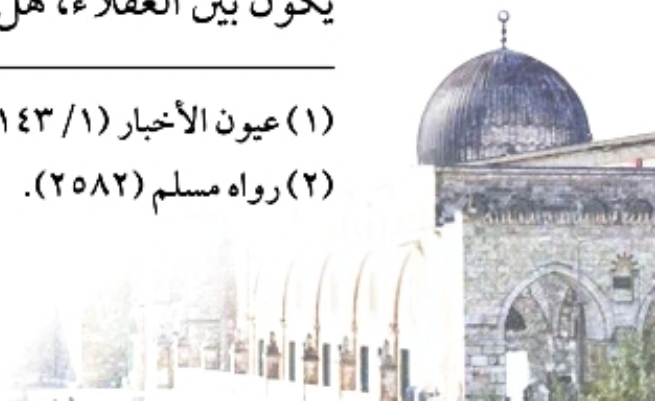 يكون بين العقلاء، هل
(١) عيون الأخبار (١/ ١٤٣
(٢) رواه مسلم (٢٥٨٢).